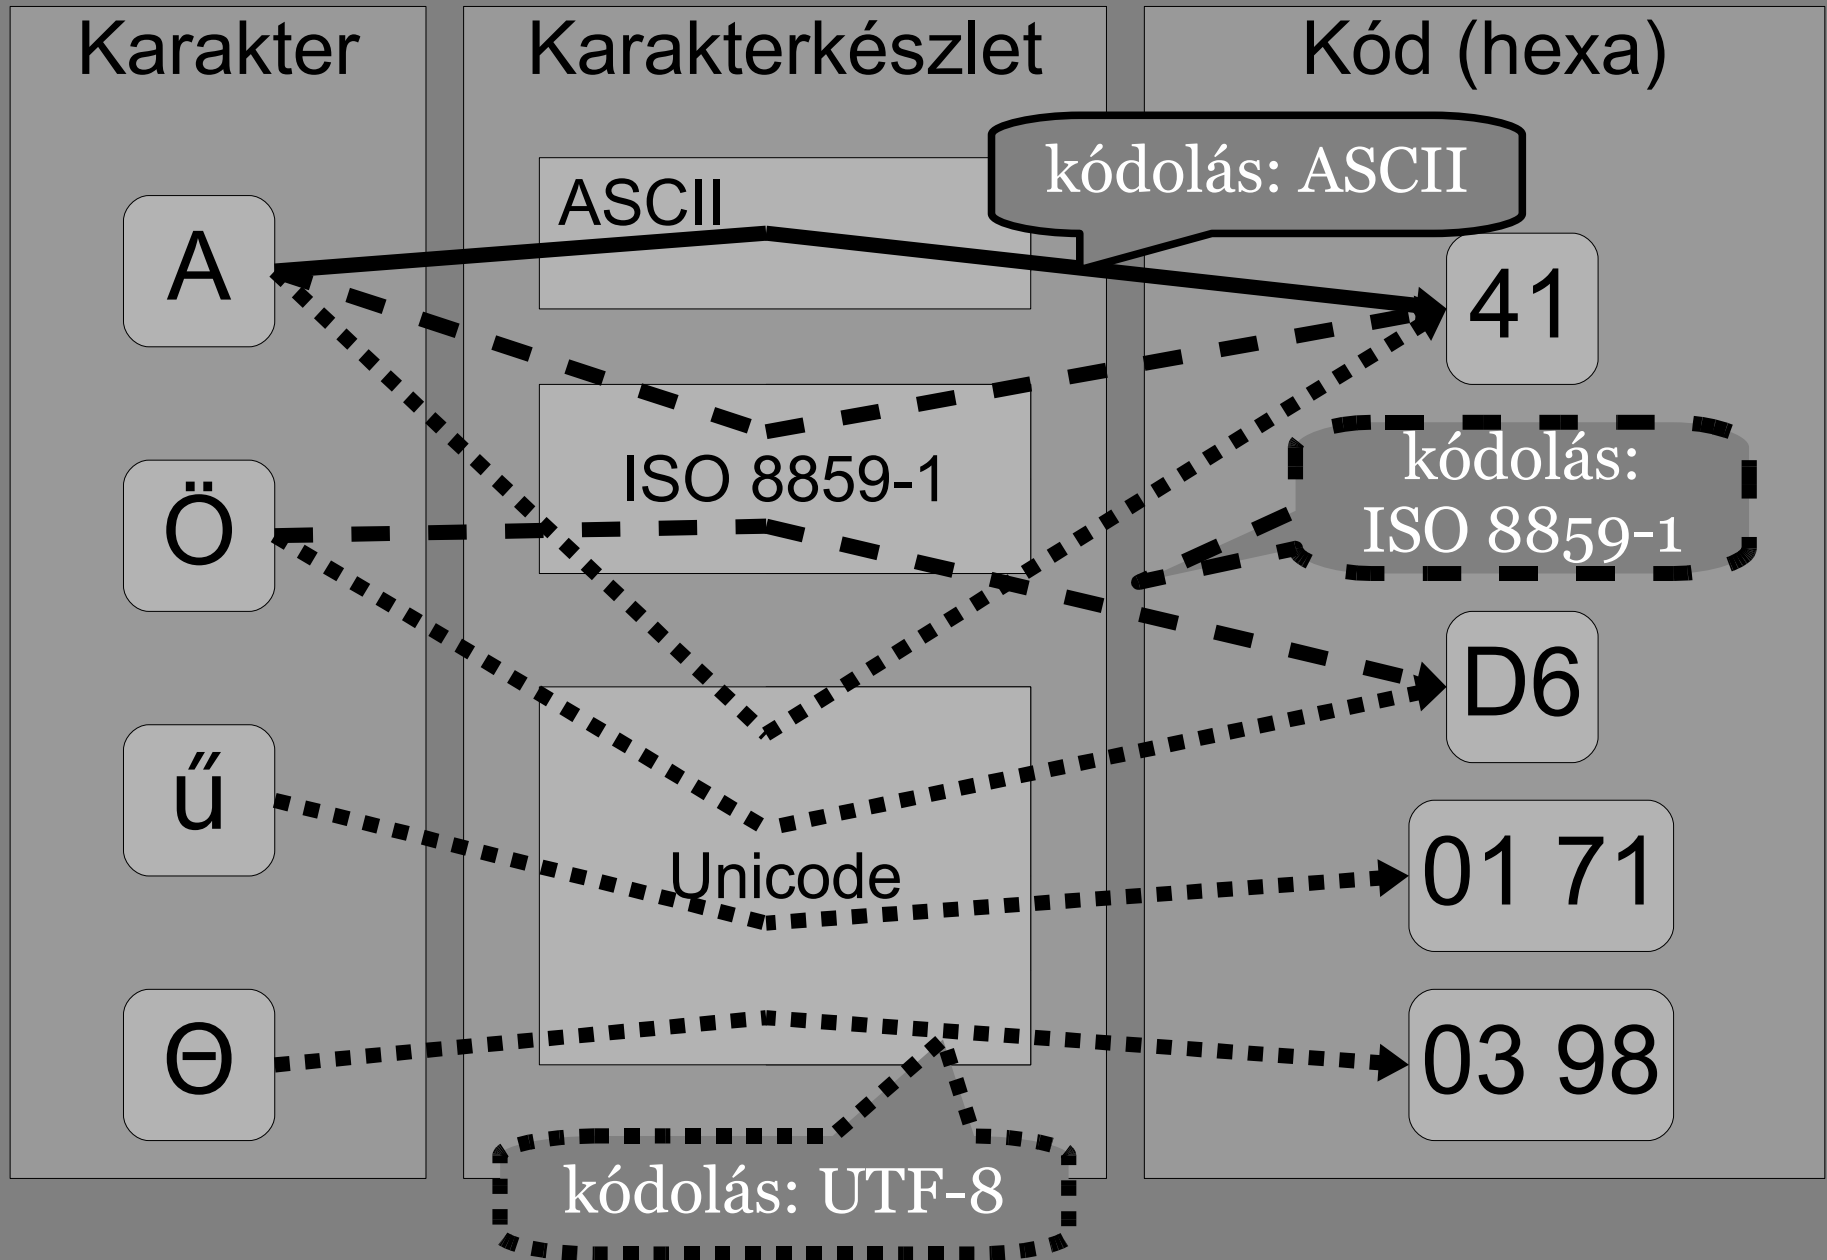 Karakter
Karakterkészlet
Kód (hexa)
kódolás: ASCII
ASCII
A
41
ISO 8859-1
kódolás:
ISO 8859-1
Ö
D6
ű
Unicode
01 71
Θ
03 98
kódolás: UTF-8